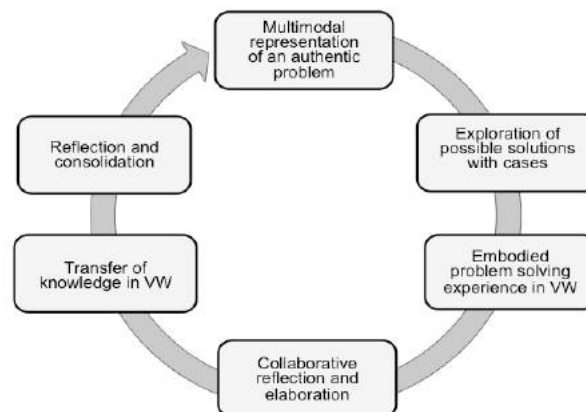 Multimodal
representation
of an authentic
problem
Exploration of
possible solutions
with cases
Embodied
problem solving
experience in VW
Collaborative
reflection and
elaboration
Transfer of
knowledge in VW
Reflection and
consolidation